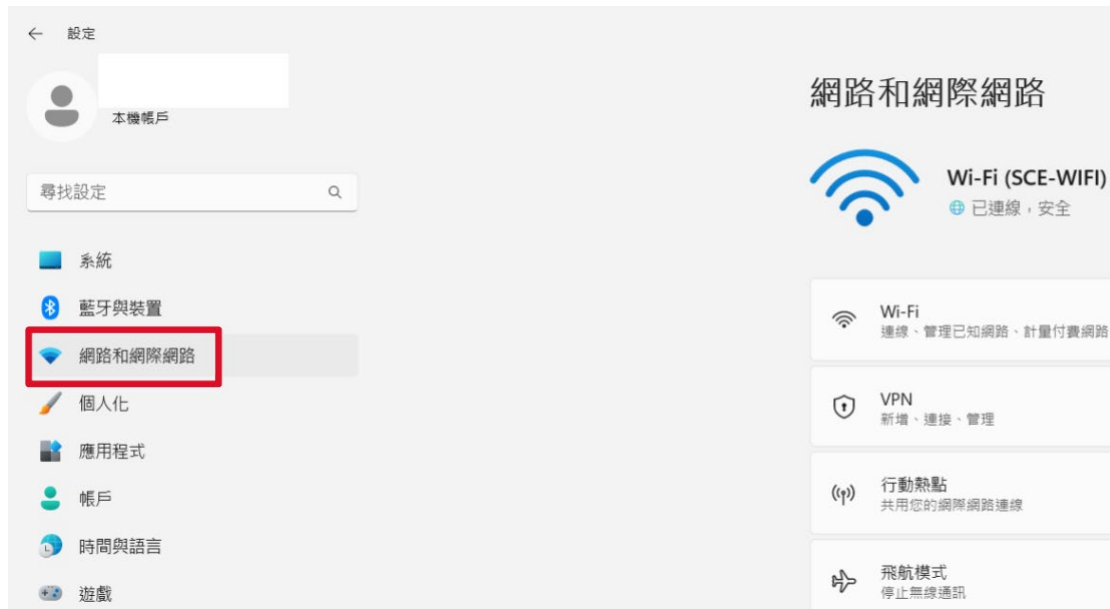 設定
本機帳戶
尋找設定
系統
藍牙與裝置
網路和網際網路
個人化
應用程式
帳戶
時間與語言
遊戲
網路和網際網路
Wi-Fi (SCE-WIFI)
已連線，安全
Wi-Fi
連線、管理已知網路、計量付費網路
VPN
新增、連接、管理
行動熱點
共用您的網際網路連線
飛航模式
停止無線通訊